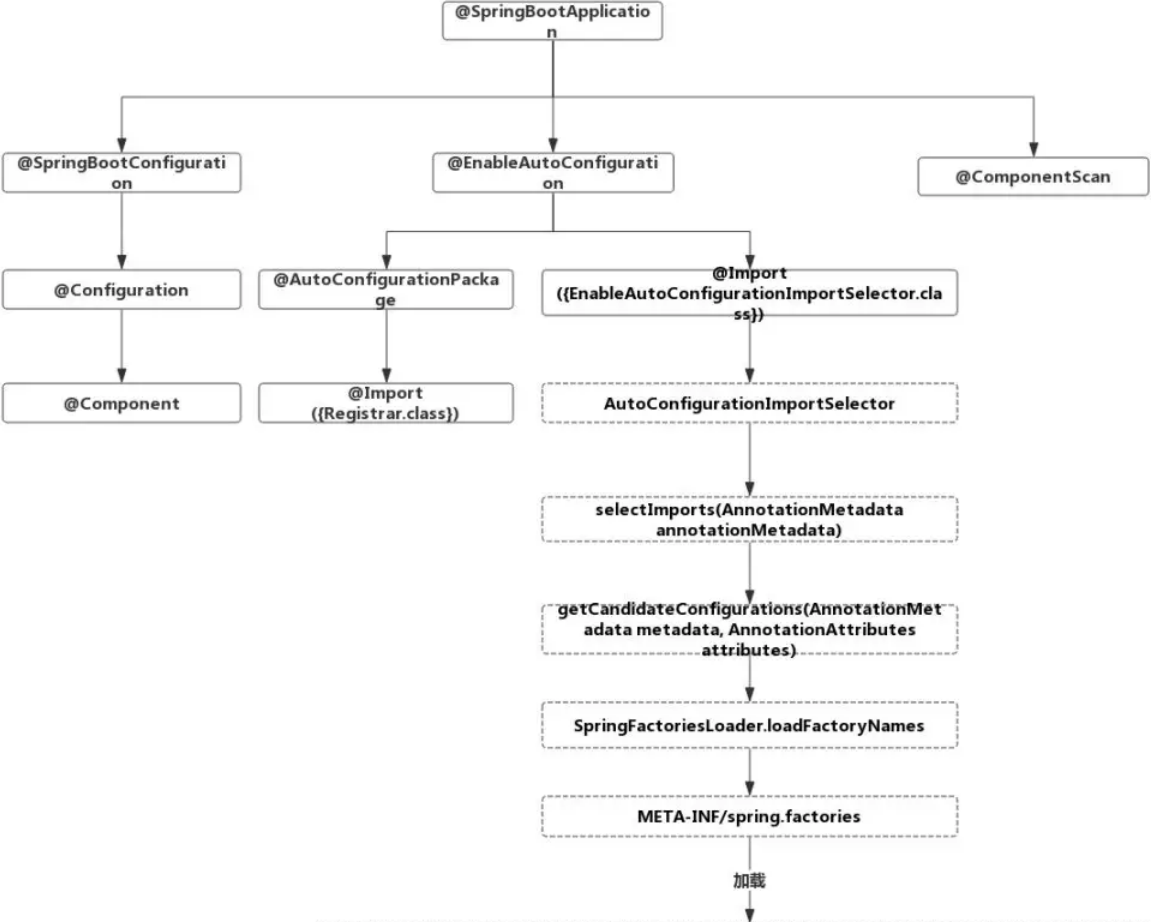 @SpringBootApplicatio
n
@SpringBootConfigurati
on
@EnableAutoConfigurati
on
@ComponentScan
@Configuration
@AutoConfigurationPacka
ge
@Import
({EnableAutoConfigurationImportSelector.cla
ss})
@Component
@Import
({Registrar.class})
AutoConfigurationImportSelector
selectImports(AnnotationMetadata
annotationMetadata)
getCandidateConfigurations(AnnotationMet
adata metadata, AnnotationAttributes
attributes)
SpringFactoriesLoader.loadFactoryNames
META-INF/spring.factories
加载